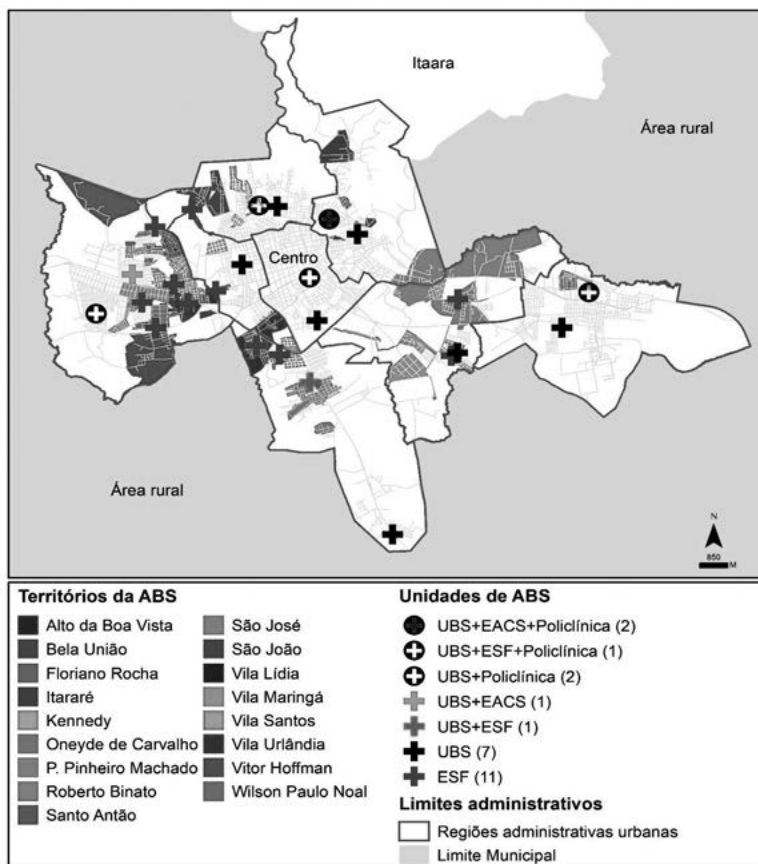 Itaara
Área rural
Centro
Área rural
N
850
M
Territórios da ABS
Alto da Boa Vista
Bela União
Floriano Rocha
Itararé
Kennedy
Oneyde de Carvalho
P. Pinheiro Machado
Roberto Binato
Santo Antão
São José
São João
Vila Lídia
Vila Maringá
Vila Santos
Vila Urlândia
Vitor Hoffman
Wilson Paulo Noal
Unidades de ABS
UBS+EACS+Policlínica (2)
UBS+ESF+Policlínica (1)
UBS+Policlínica (2)
UBS+EACS (1)
UBS+ESF (1)
UBS (7)
ESF (11)
Limites administrativos
Regiões administrativas urbanas
Limite Municipal